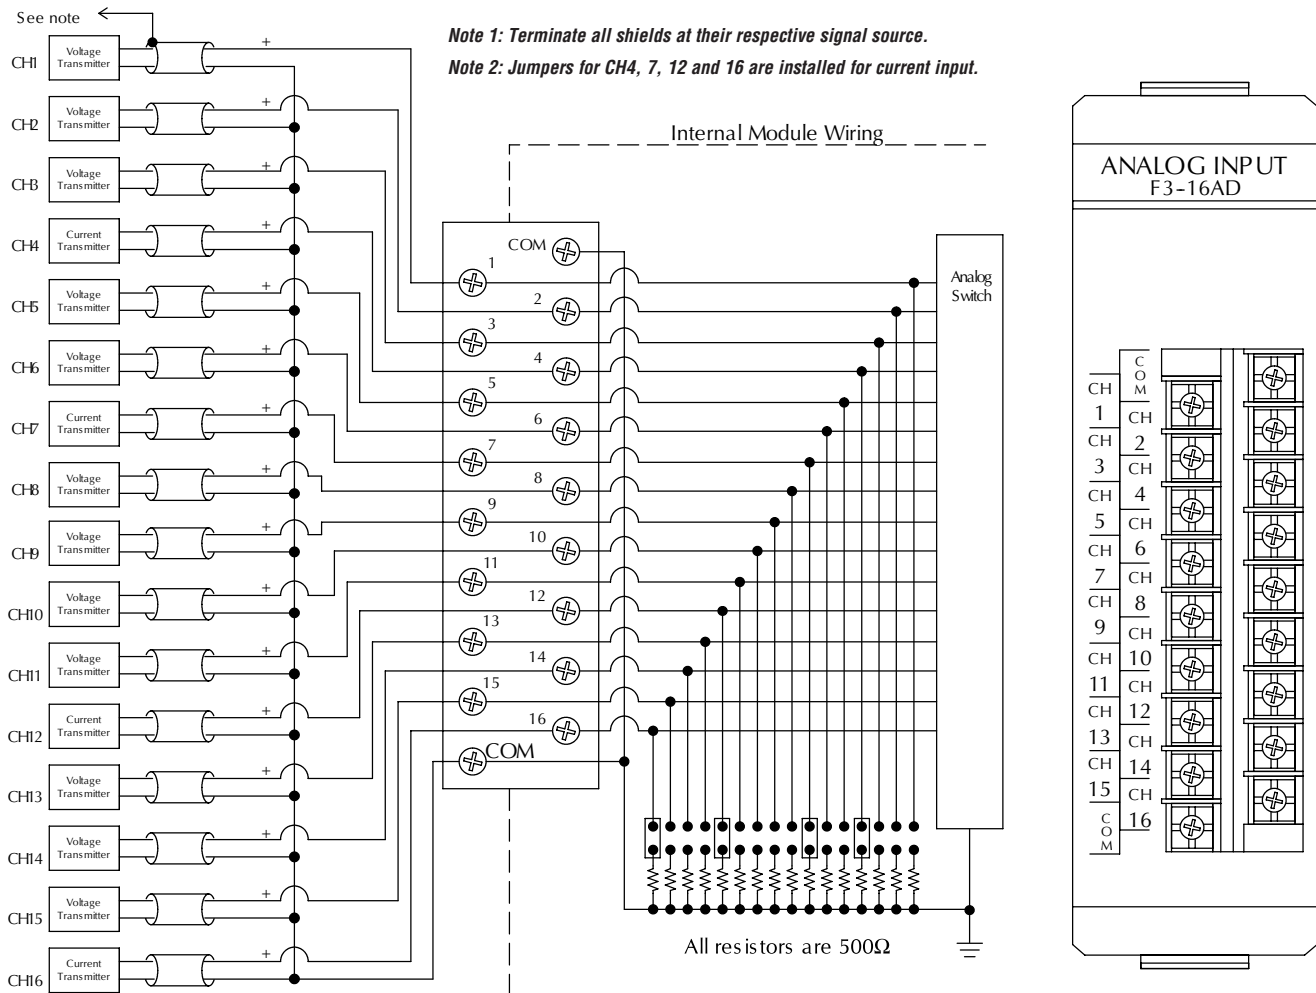 See note
Note 1: Terminate all shields at their respective signal source.
Note 2: Jumpers for CH4, 7, 12 and 16 are installed for current input.
CH1
Voltage
Transmitter
+
CH2
Voltage
Transmitter
+
CH3
Voltage
Transmitter
+
CH4
Current
Transmitter
+
CH5
Voltage
Transmitter
+
CH6
Voltage
Transmitter
+
CH7
Current
Transmitter
+
CH8
Voltage
Transmitter
+
CH9
Voltage
Transmitter
+
CH10
Voltage
Transmitter
+
CH11
Voltage
Transmitter
+
CH12
Current
Transmitter
+
CH13
Voltage
Transmitter
+
CH14
Voltage
Transmitter
+
CH15
Voltage
Transmitter
+
CH16
Current
Transmitter
+
Internal Module Wiring
COM
1
2
3
4
5
6
7
8
9
10
11
12
13
14
15
16
COM
Analog
Switch
All resistors are 500Ω
ANALOG INPUT
F3-16AD
COM
CH
1
CH
2
CH
3
CH
4
CH
5
CH
6
CH
7
CH
8
CH
9
CH
10
CH
11
CH
12
CH
13
CH
14
CH
15
CH
16
COM